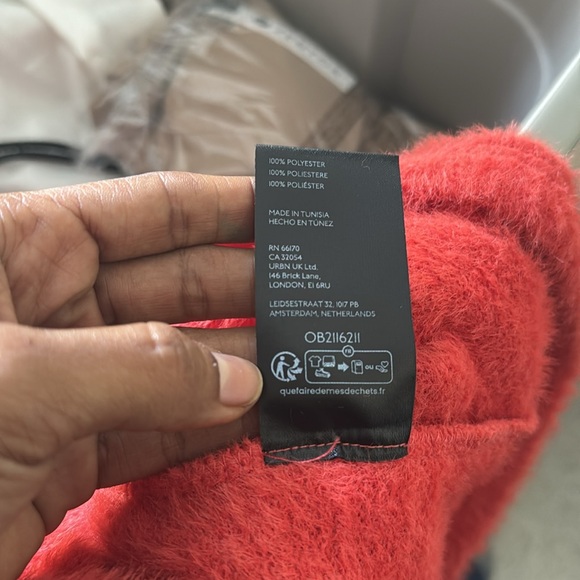 100% POLYESTER
100% POLIESTERE
100% POLIÉSTER
MADE IN TUNISIA
HECHO EN TÚNEZ
RN 66170
CA 32054
URBN UK Ltd.
146 Brick Lane,
LONDON, E1 6RU
LEIDSESTRAAT 32, 1017 PB
AMSTERDAM, NETHERLANDS
OB2116211
FR
OU
quefairedemesdechets.fr